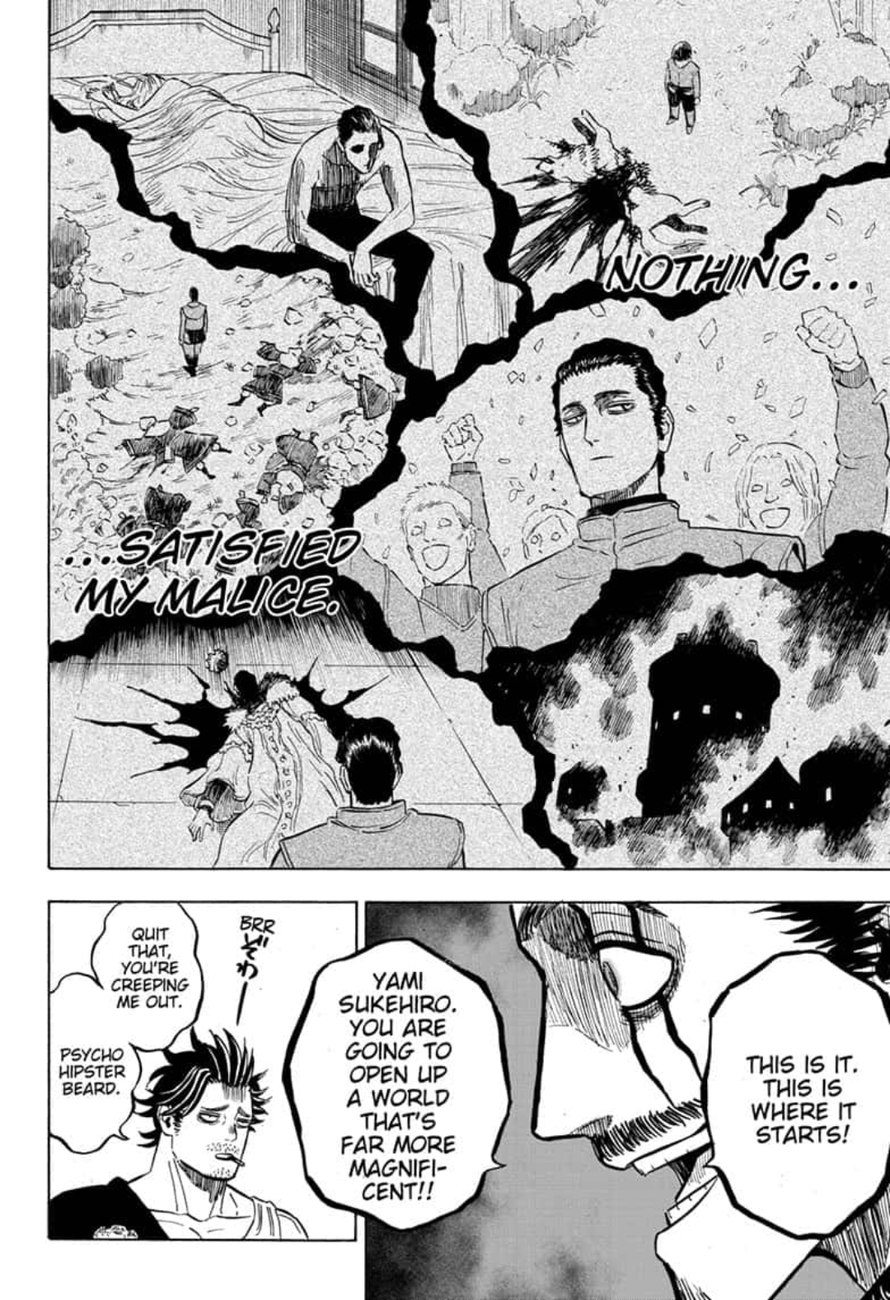 NOTHING...
...SATISFIED
MY MALICE.
THIS IS IT.
THIS IS
WHERE IT
STARTS!
YAMI
SUKEHIRO.
YOU ARE
GOING TO
OPEN UP
A WORLD
THAT'S
FAR MORE
MAGNIFI-
CENT!!
BRR
ぞわー
QUIT
THAT,
YOU'RE
CREEPING
ME OUT.
PSYCHO
HIPSTER
BEARD.